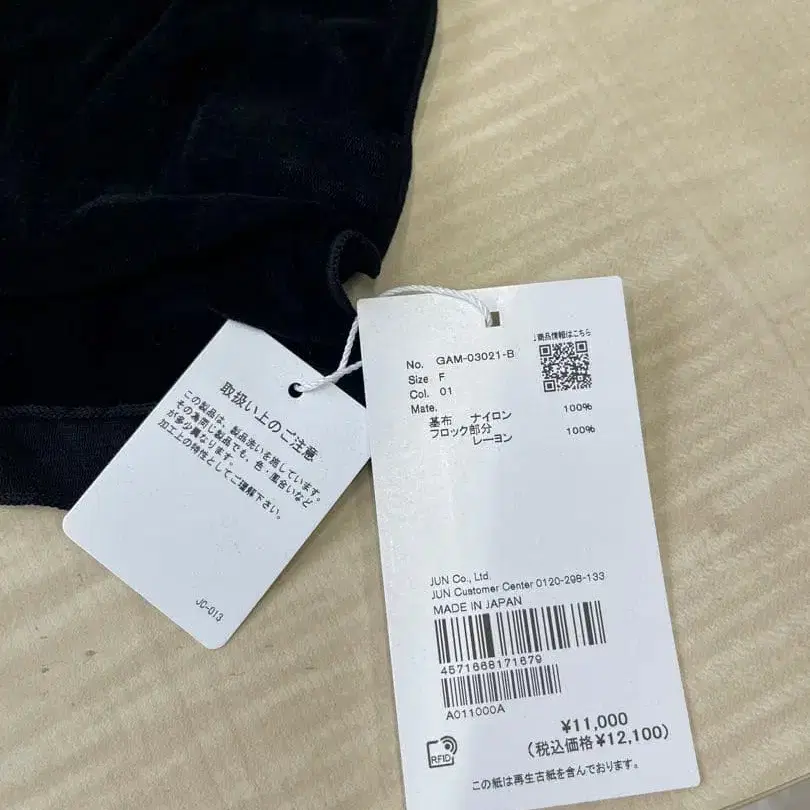 取扱い上のご注意
この製品は、製品洗いを施しています。
その為同じ製品でも、色・風合いなど
が多少異なります。
加工上の特性としてご理解下さい。
JC-013
↓商品情報はこちら
No. GAM-03021-B
Size F
Col. 01
Mate.
基布 ナイロン 100%
フロック部分
レーヨン 100%
JUN Co., Ltd.
JUN Customer Center 0120-298-133
MADE IN JAPAN
4571668171679
A011000A
¥11,000
(税込価格¥12,100)
RFID
この紙は再生古紙を含んでおります。